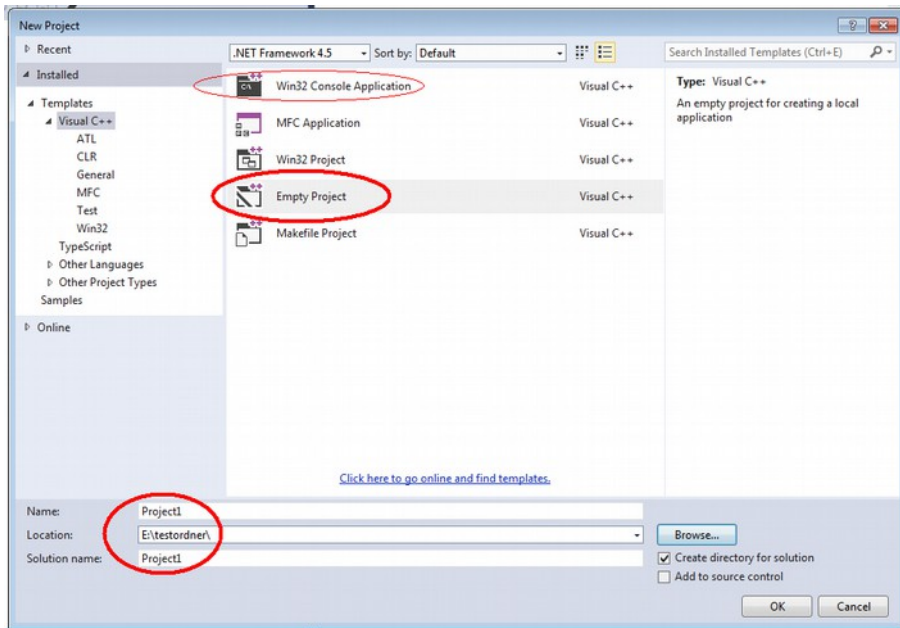 New Project
Recent
.NET Framework 4.5
Sort by: Default
Search Installed Templates (Ctrl+E)
Installed
Templates
Visual C++
ATL
CLR
General
MFC
Test
Win32
TypeScript
Other Languages
Other Project Types
Samples
Online
Win32 Console Application Visual C++
MFC Application Visual C++
Win32 Project Visual C++
Empty Project Visual C++
Makefile Project Visual C++
Type: Visual C++
An empty project for creating a local
application
Click here to go online and find templates.
Name: Project1
Location: E:\testordner\
Browse...
Solution name: Project1
Create directory for solution
Add to source control
OK
Cancel